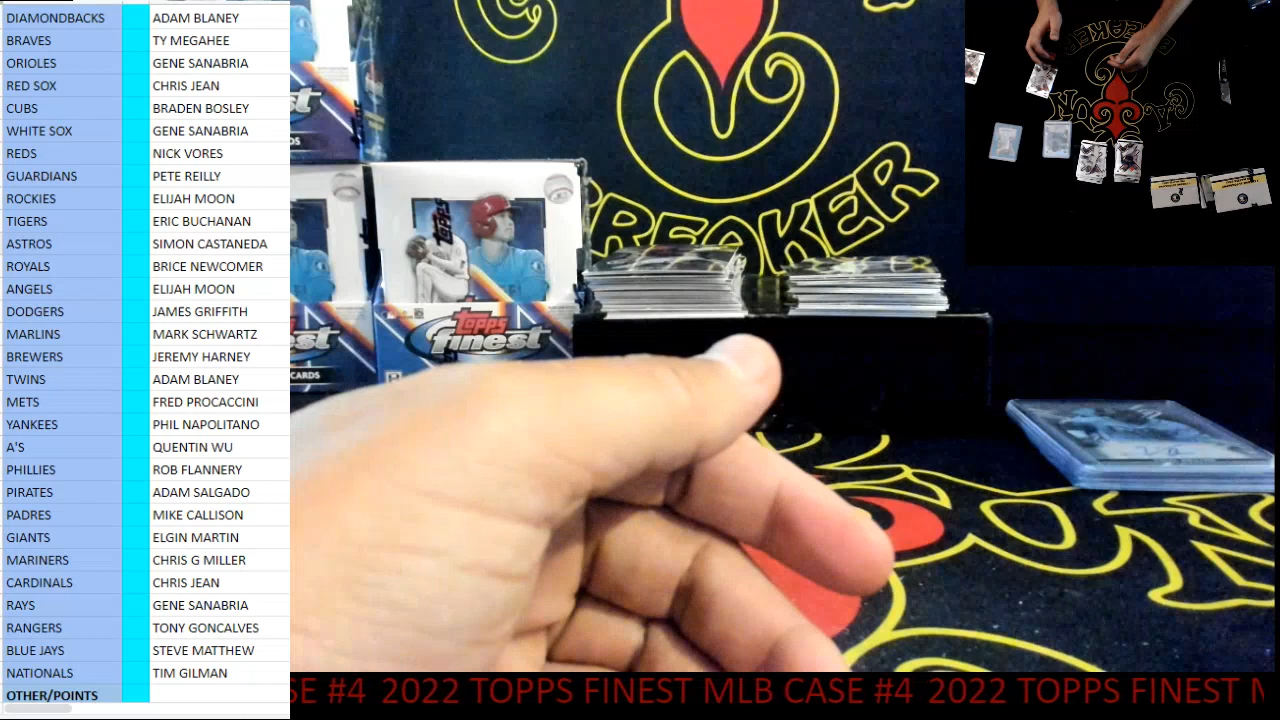 DIAMONDBACKS ADAM BLANEY
BRAVES TY MEGAHEE
ORIOLES GENE SANABRIA
RED SOX CHRIS JEAN
CUBS BRADEN BOSLEY
WHITE SOX GENE SANABRIA
REDS NICK VORES
GUARDIANS PETE REILLY
ROCKIES ELIJAH MOON
TIGERS ERIC BUCHANAN
ASTROS SIMON CASTANEDA
ROYALS BRICE NEWCOMER
ANGELS ELIJAH MOON
DODGERS JAMES GRIFFITH
MARLINS MARK SCHWARTZ
BREWERS JEREMY HARNEY
TWINS ADAM BLANEY
METS FRED PROCACCINI
YANKEES PHIL NAPOLITANO
A'S QUENTIN WU
PHILLIES ROB FLANNERY
PIRATES ADAM SALGADO
PADRES MIKE CALLISON
GIANTS ELGIN MARTIN
MARINERS CHRIS G MILLER
CARDINALS CHRIS JEAN
RAYS GENE SANABRIA
RANGERS TONY GONCALVES
BLUE JAYS STEVE MATTHEW
NATIONALS TIM GILMAN
OTHER/POINTS
BREAKER
TOPPS
topps
finest
CARDS
SE #4 2022 TOPPS FINEST MLB CASE #4 2022 TOPPS FINEST M